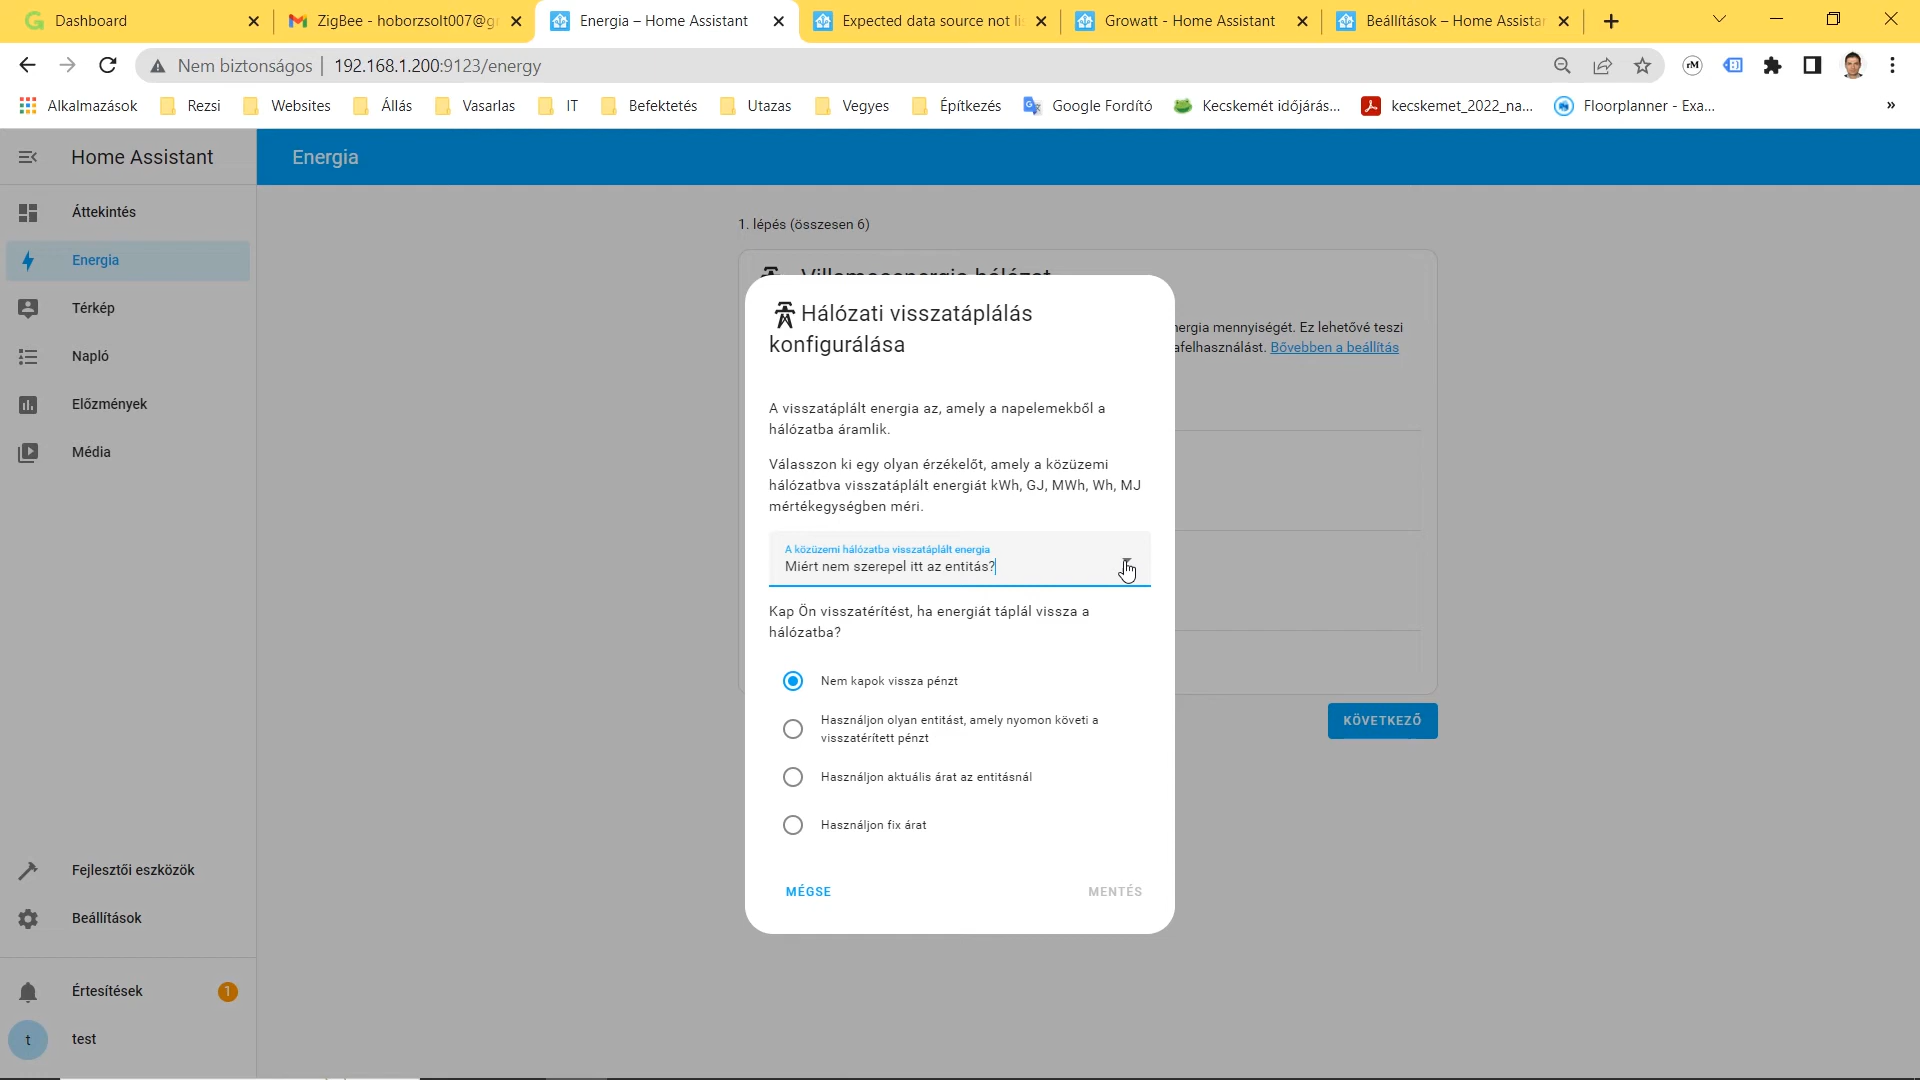 Dashboard
ZigBee - hoborzsolt007@g
Energia – Home Assistant
Expected data source not li
Growatt - Home Assistant
Beállítások – Home Assistan
Nem biztonságos
192.168.1.200:9123/energy
Alkalmazások
Rezsi
Websites
Állás
Vasarlas
IT
Befektetés
Utazas
Vegyes
Építkezés
Google Fordító
Kecskemét időjárás...
kecskemet_2022_na...
Floorplanner - Exa...
»
Home Assistant
Energia
Áttekintés
Energia
Térkép
Napló
Előzmények
Média
Fejlesztői eszközök
Beállítások
Értesítések
1
t
test
1. lépés (összesen 6)
ergia mennyiségét. Ez lehetővé teszi
afelhasználást. Bővebben a beállítás
KÖVETKEZŐ
Hálózati visszatáplálás
konfigurálása
A visszatáplált energia az, amely a napelemekből a
hálózatba áramlik.
Válasszon ki egy olyan érzékelőt, amely a közüzemi
hálózatbva visszatáplált energiát kWh, GJ, MWh, Wh, MJ
mértékegységben méri.
A közüzemi hálózatba visszatáplált energia
Miért nem szerepel itt az entitás?
Kap Ön visszatérítést, ha energiát táplál vissza a
hálózatba?
Nem kapok vissza pénzt
Használjon olyan entitást, amely nyomon követi a
visszatérített pénzt
Használjon aktuális árat az entitásnál
Használjon fix árat
MÉGSE
MENTÉS